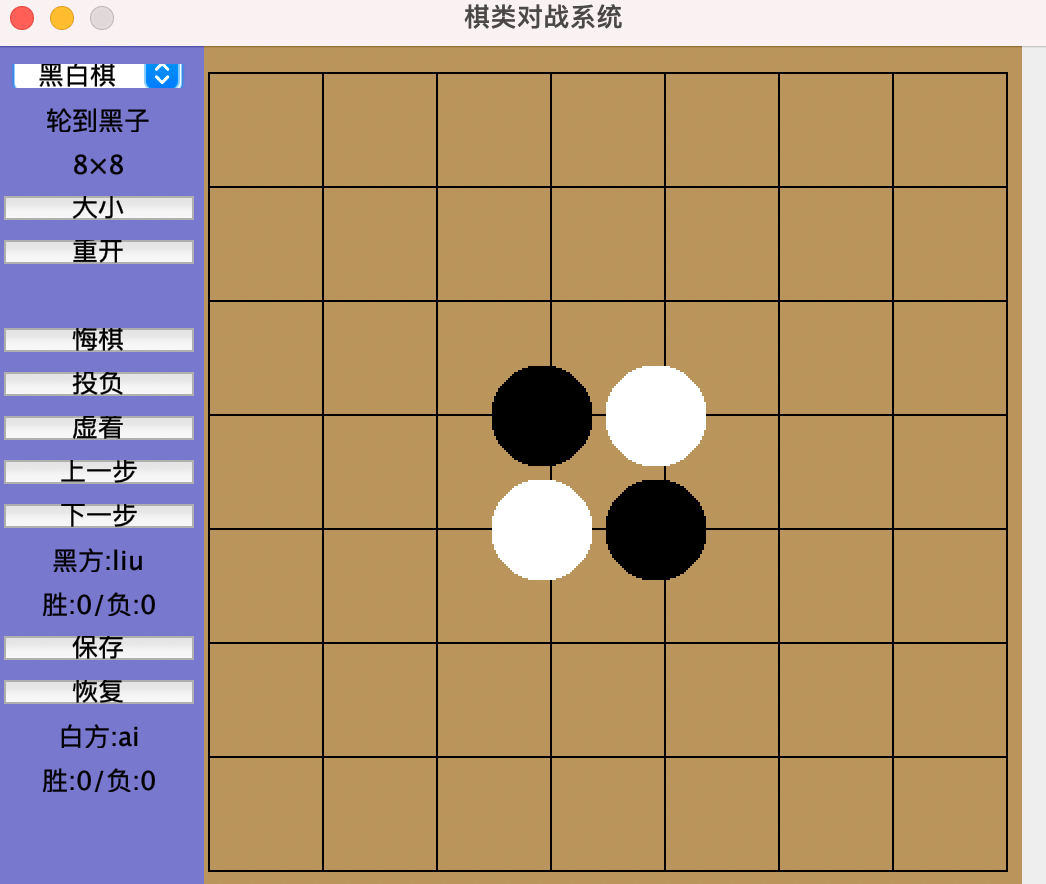 棋类对战系统
黑白棋
轮到黑子
8×8
大小
重开
悔棋
投负
虚着
上一步
下一步
黑方:liu
胜:0/负:0
保存
恢复
白方:ai
胜:0/负:0